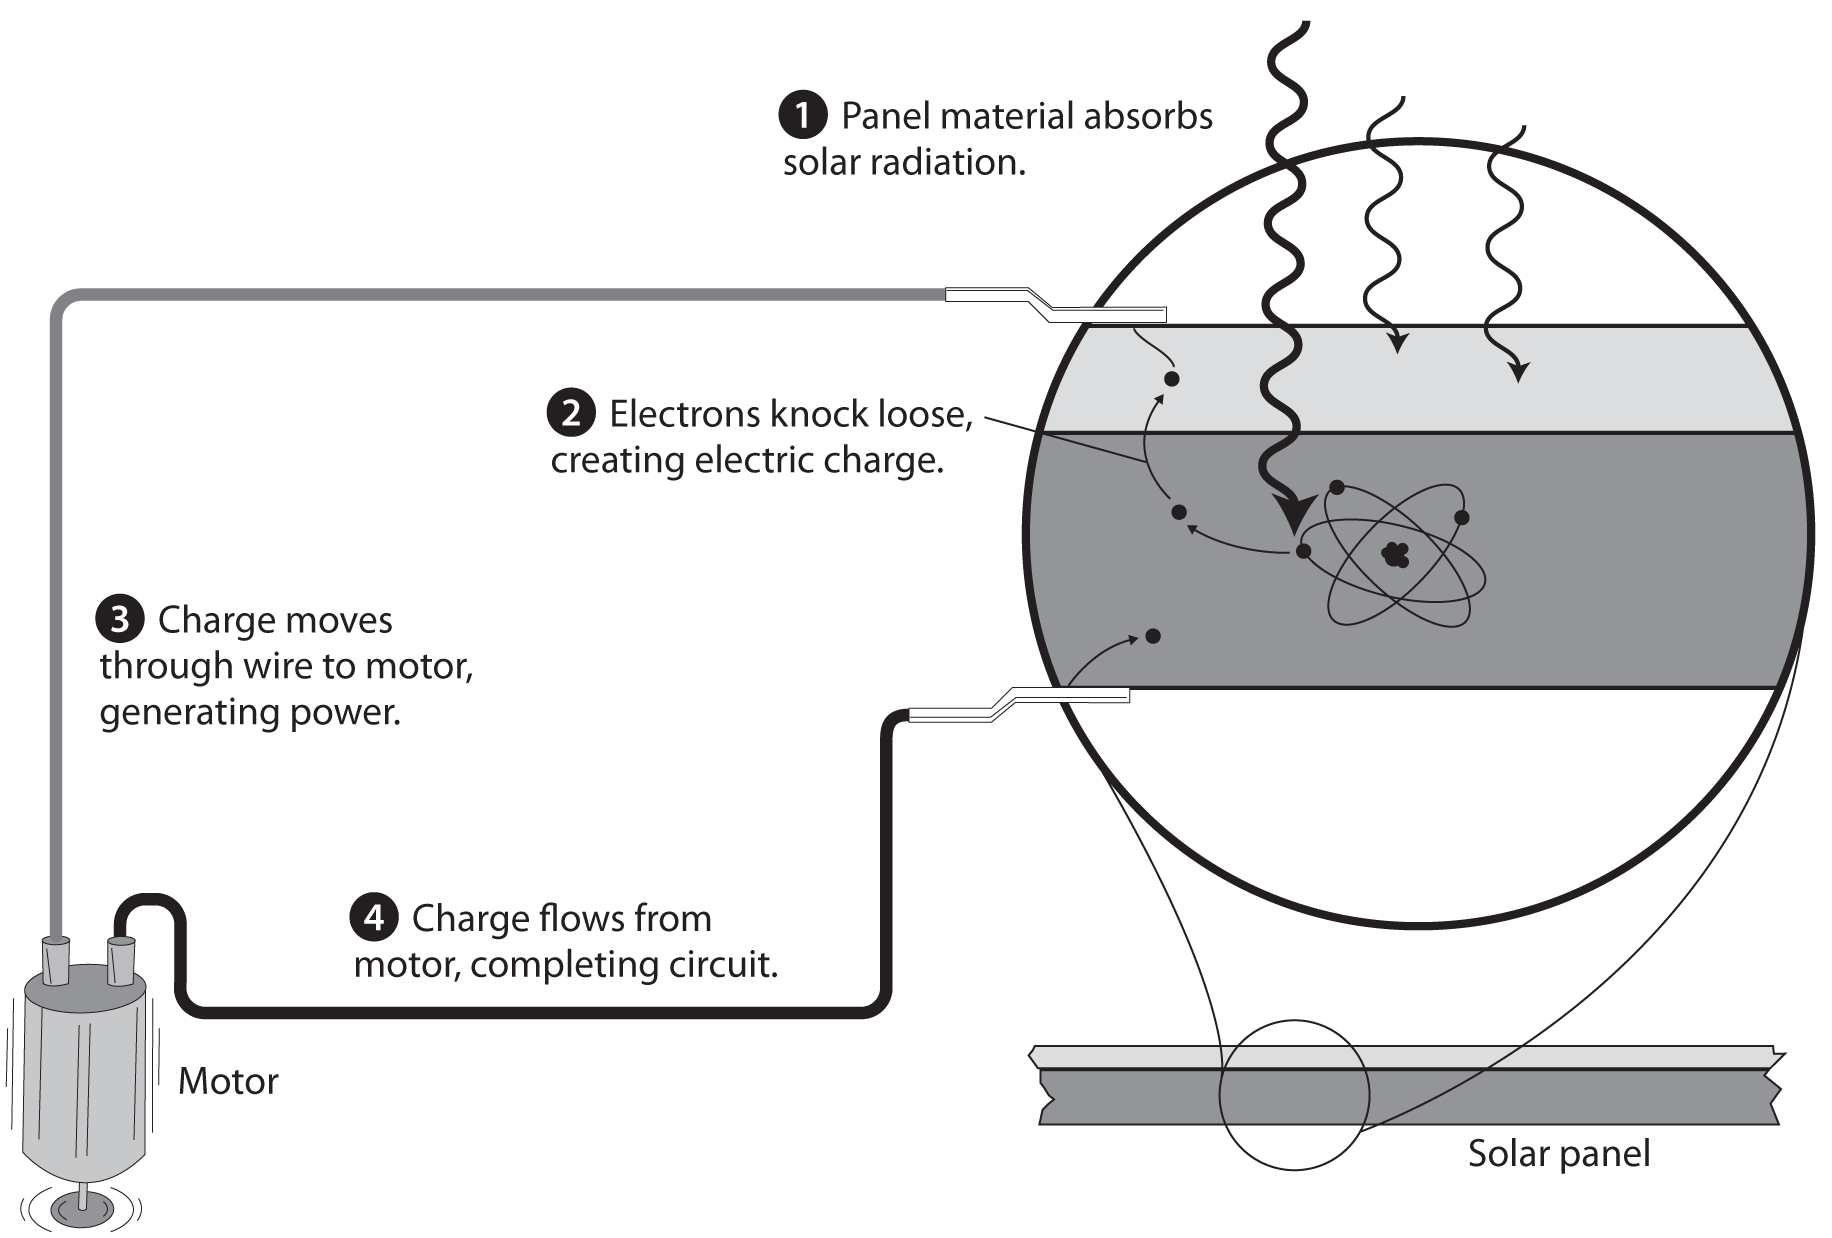 1 Panel material absorbs
solar radiation.
2 Electrons knock loose,
creating electric charge.
3 Charge moves
through wire to motor,
generating power.
4 Charge flows from
motor, completing circuit.
Motor
Solar panel